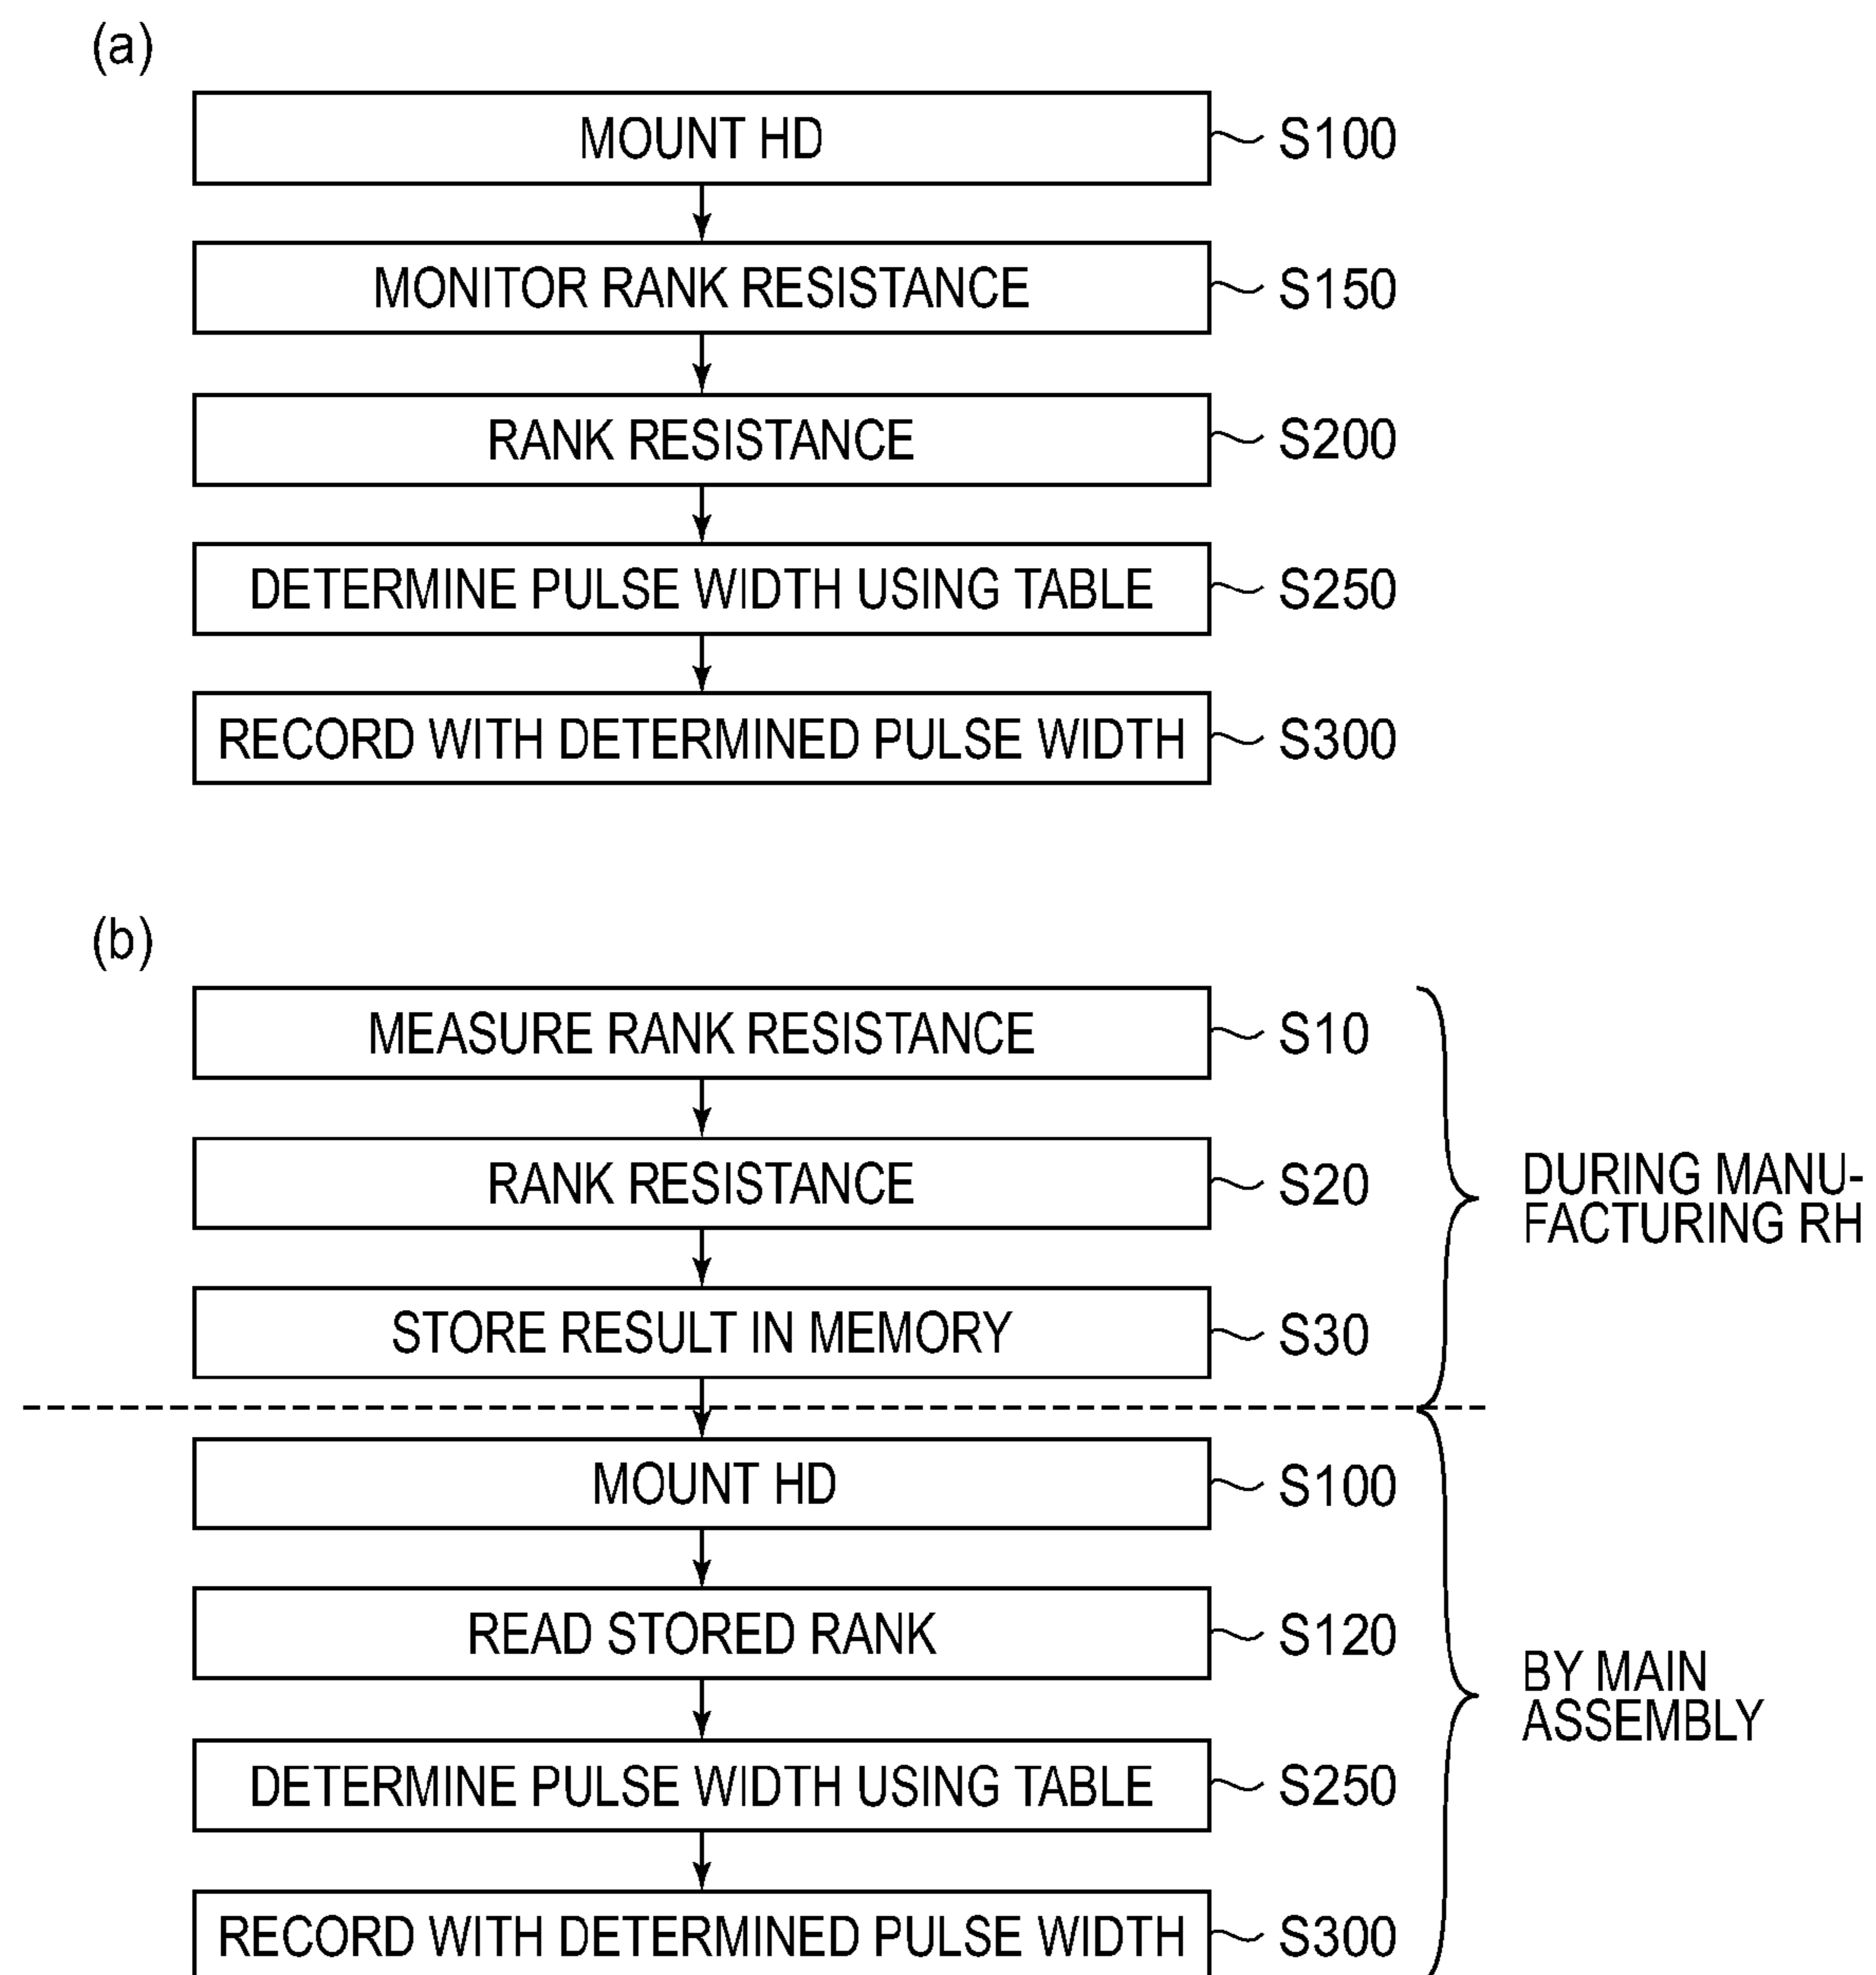 (a)
MOUNT HD S100
MONITOR RANK RESISTANCE S150
RANK RESISTANCE S200
DETERMINE PULSE WIDTH USING TABLE S250
RECORD WITH DETERMINED PULSE WIDTH S300
(b)
MEASURE RANK RESISTANCE S10
RANK RESISTANCE S20
STORE RESULT IN MEMORY S30
DURING MANU-
FACTURING RH
MOUNT HD S100
READ STORED RANK S120
DETERMINE PULSE WIDTH USING TABLE S250
RECORD WITH DETERMINED PULSE WIDTH S300
BY MAIN
ASSEMBLY